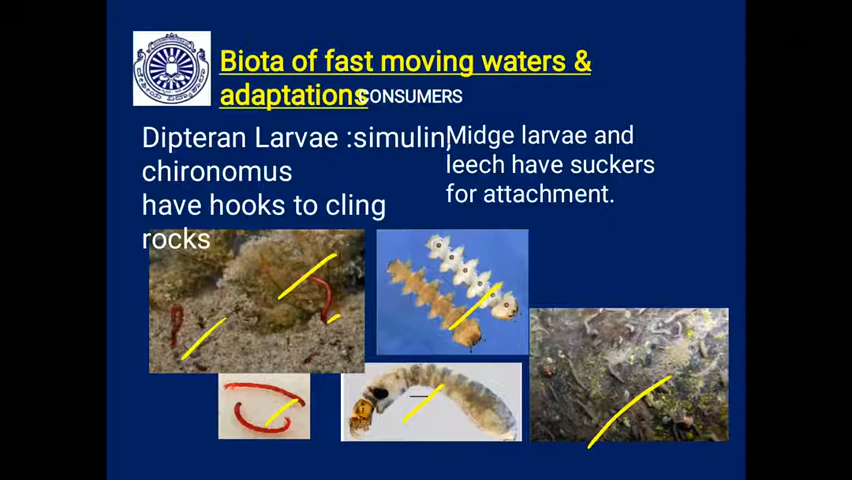 Biota of fast moving waters &
adaptations
CONSUMERS
Dipteran Larvae :simulin,
chironomus
have hooks to cling
rocks
Midge larvae and
leech have suckers
for attachment.